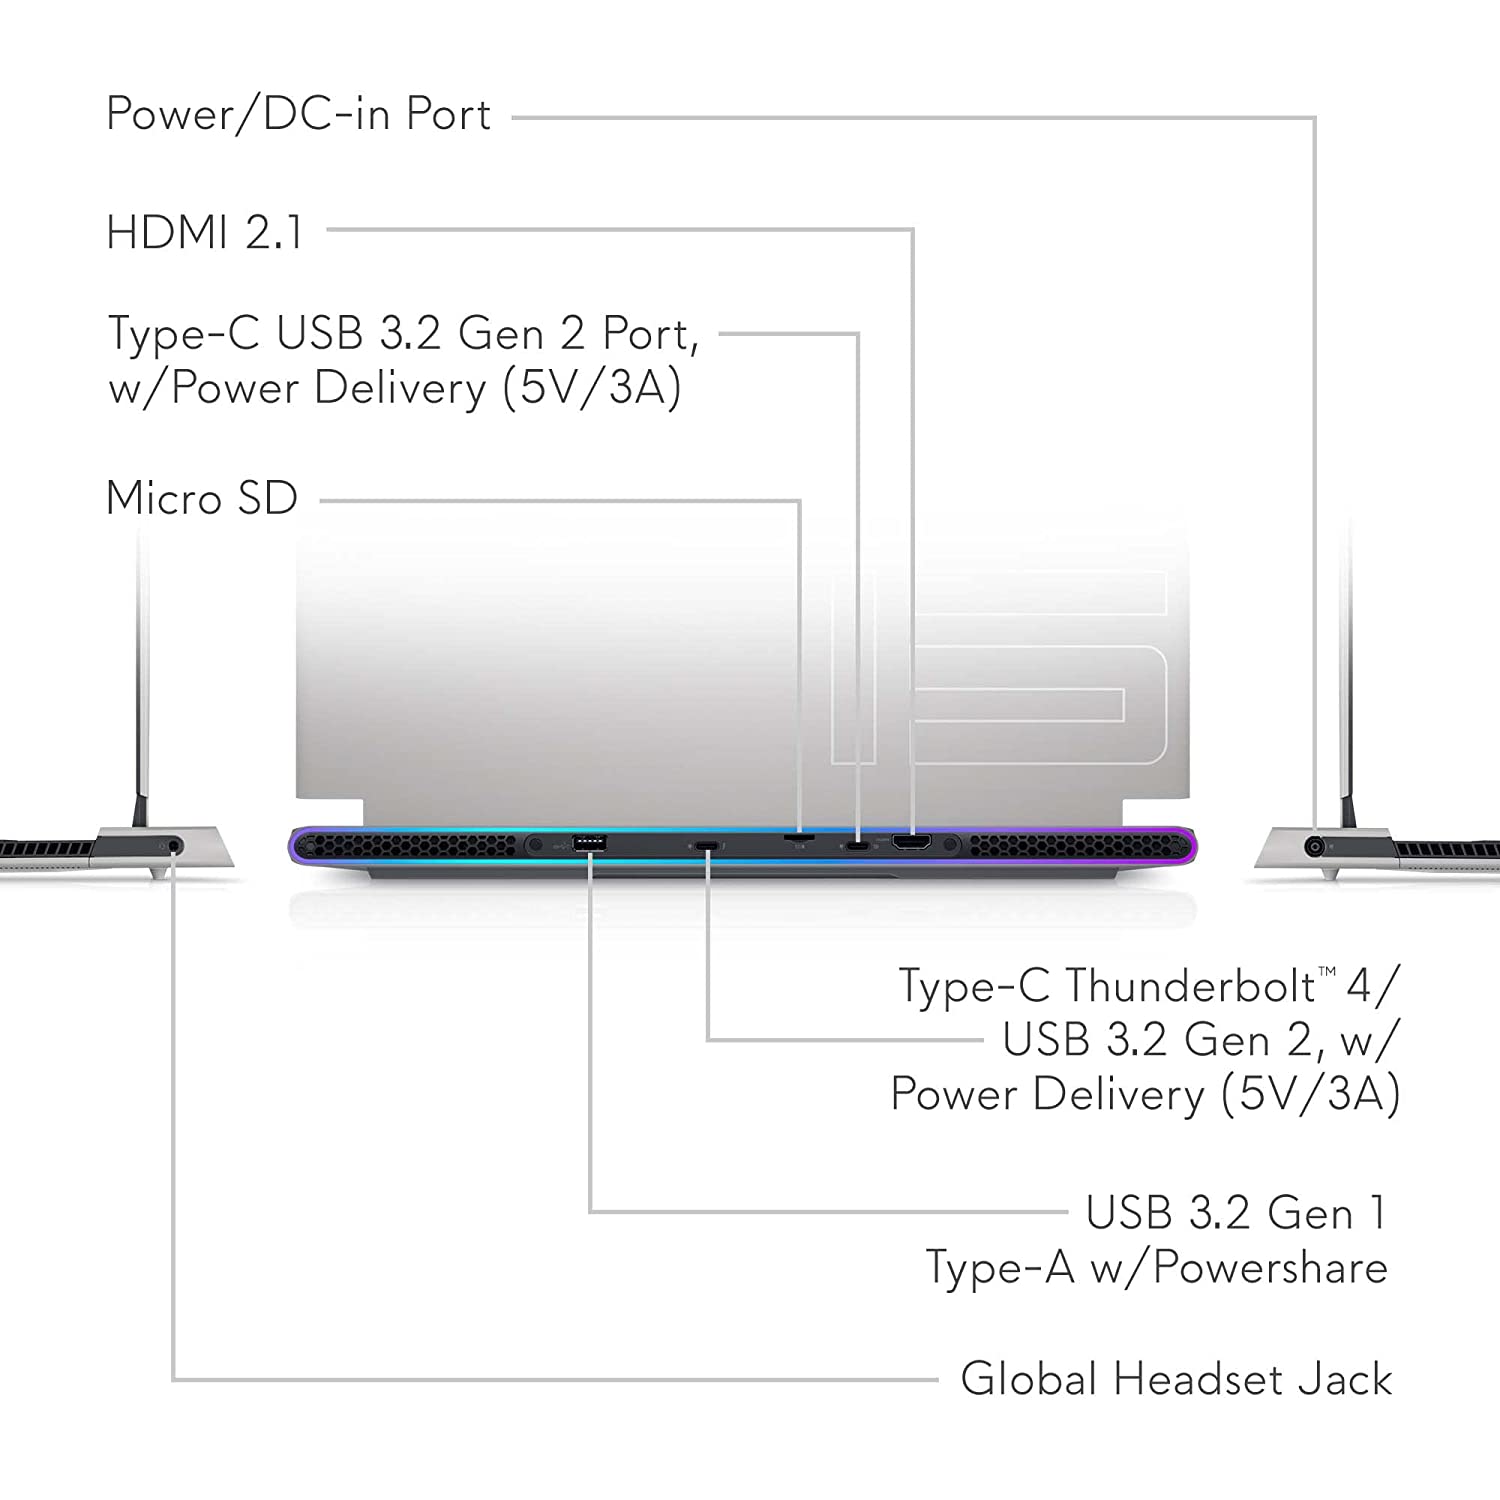 Power/DC-in Port
HDMI 2.1
Type-C USB 3.2 Gen 2 Port,
w/Power Delivery (5V/3A)
Micro SD
Type-C Thunderbolt™ 4/
USB 3.2 Gen 2, w/
Power Delivery (5V/3A)
USB 3.2 Gen 1
Type-A w/Powershare
Global Headset Jack